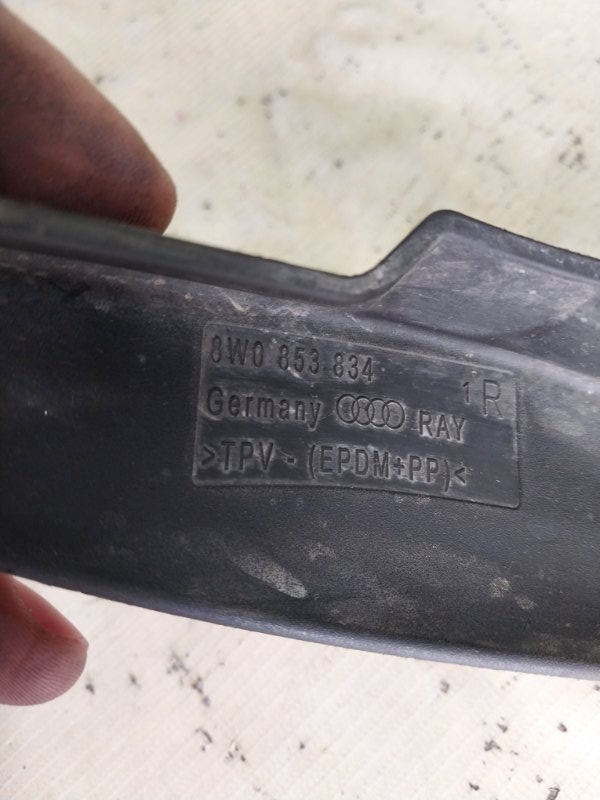 8W0 853 834
1 R
Germany RAY
>TPV - (EPDM+PP)<